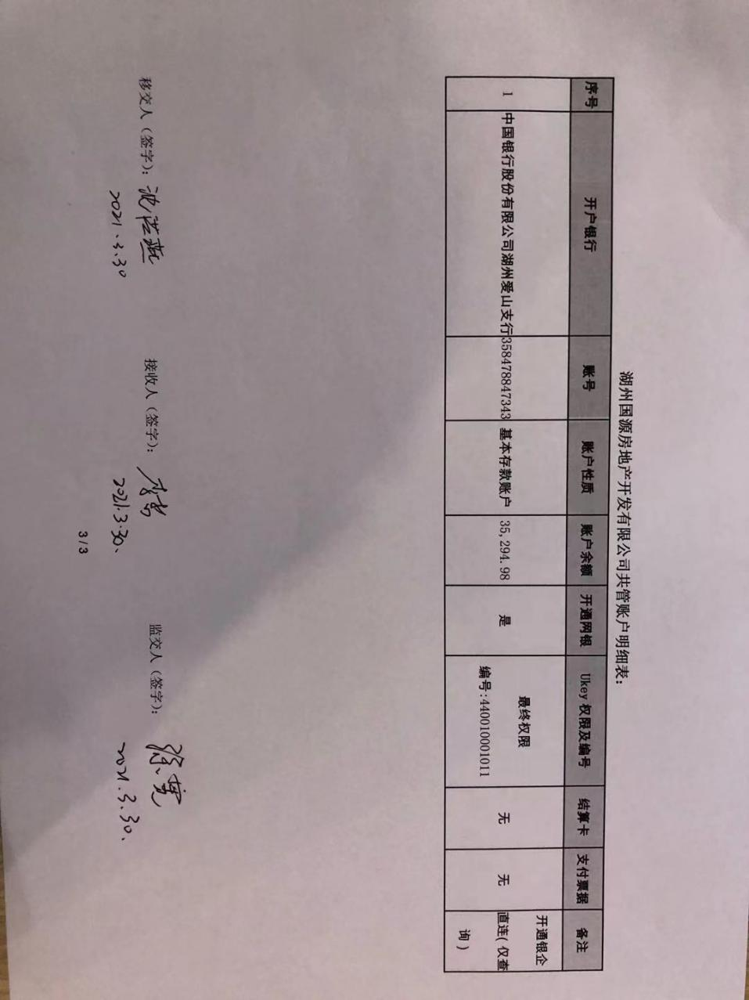 湖州国源房地产开发有限公司共管账户明细表：
序号 开户银行 账号 账户性质 账户余额 开通网银 Ukey 权限及编号 结算卡 支付票据 备注
1 中国银行股份有限公司湖州爱山支行 358478847343 基本存款账户 35,294.98 是 最终权限 无 无 开通银企
编号:440010001011 直连(仅查
询)
移交人（签字）： 接收人（签字）： 监交人（签字）：
2021.3.30 2021.3.30. 2021.3.30.
3/3